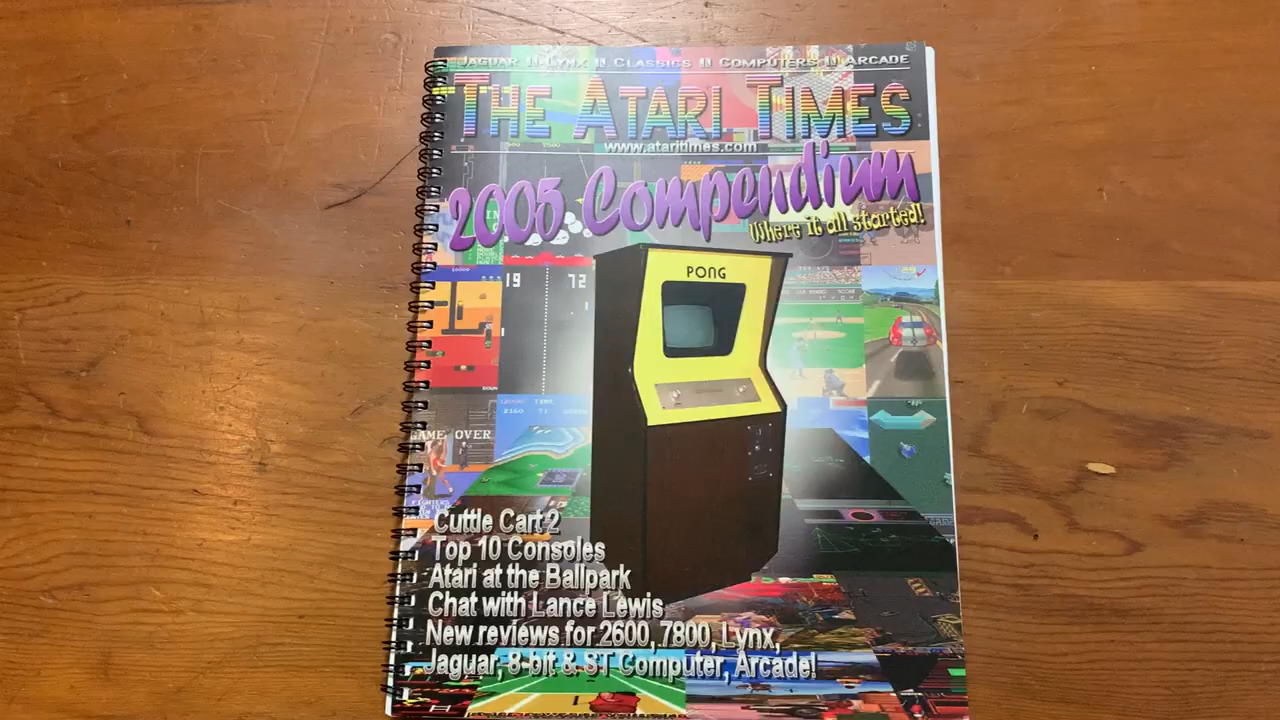 JAGUAR \\ LYNX \\ CLASSICS \\ COMPUTERS \\ ARCADE
THE ATARI TIMES
www.ataritimes.com
2005 Compendium
Where it all started!
PONG
19 72
GAME OVER
Cuttle Cart 2
Top 10 Consoles
Atari at the Ballpark
Chat with Lance Lewis
New reviews for 2600, 7800, Lynx,
Jaguar, 8-bit & ST Computer, Arcade!